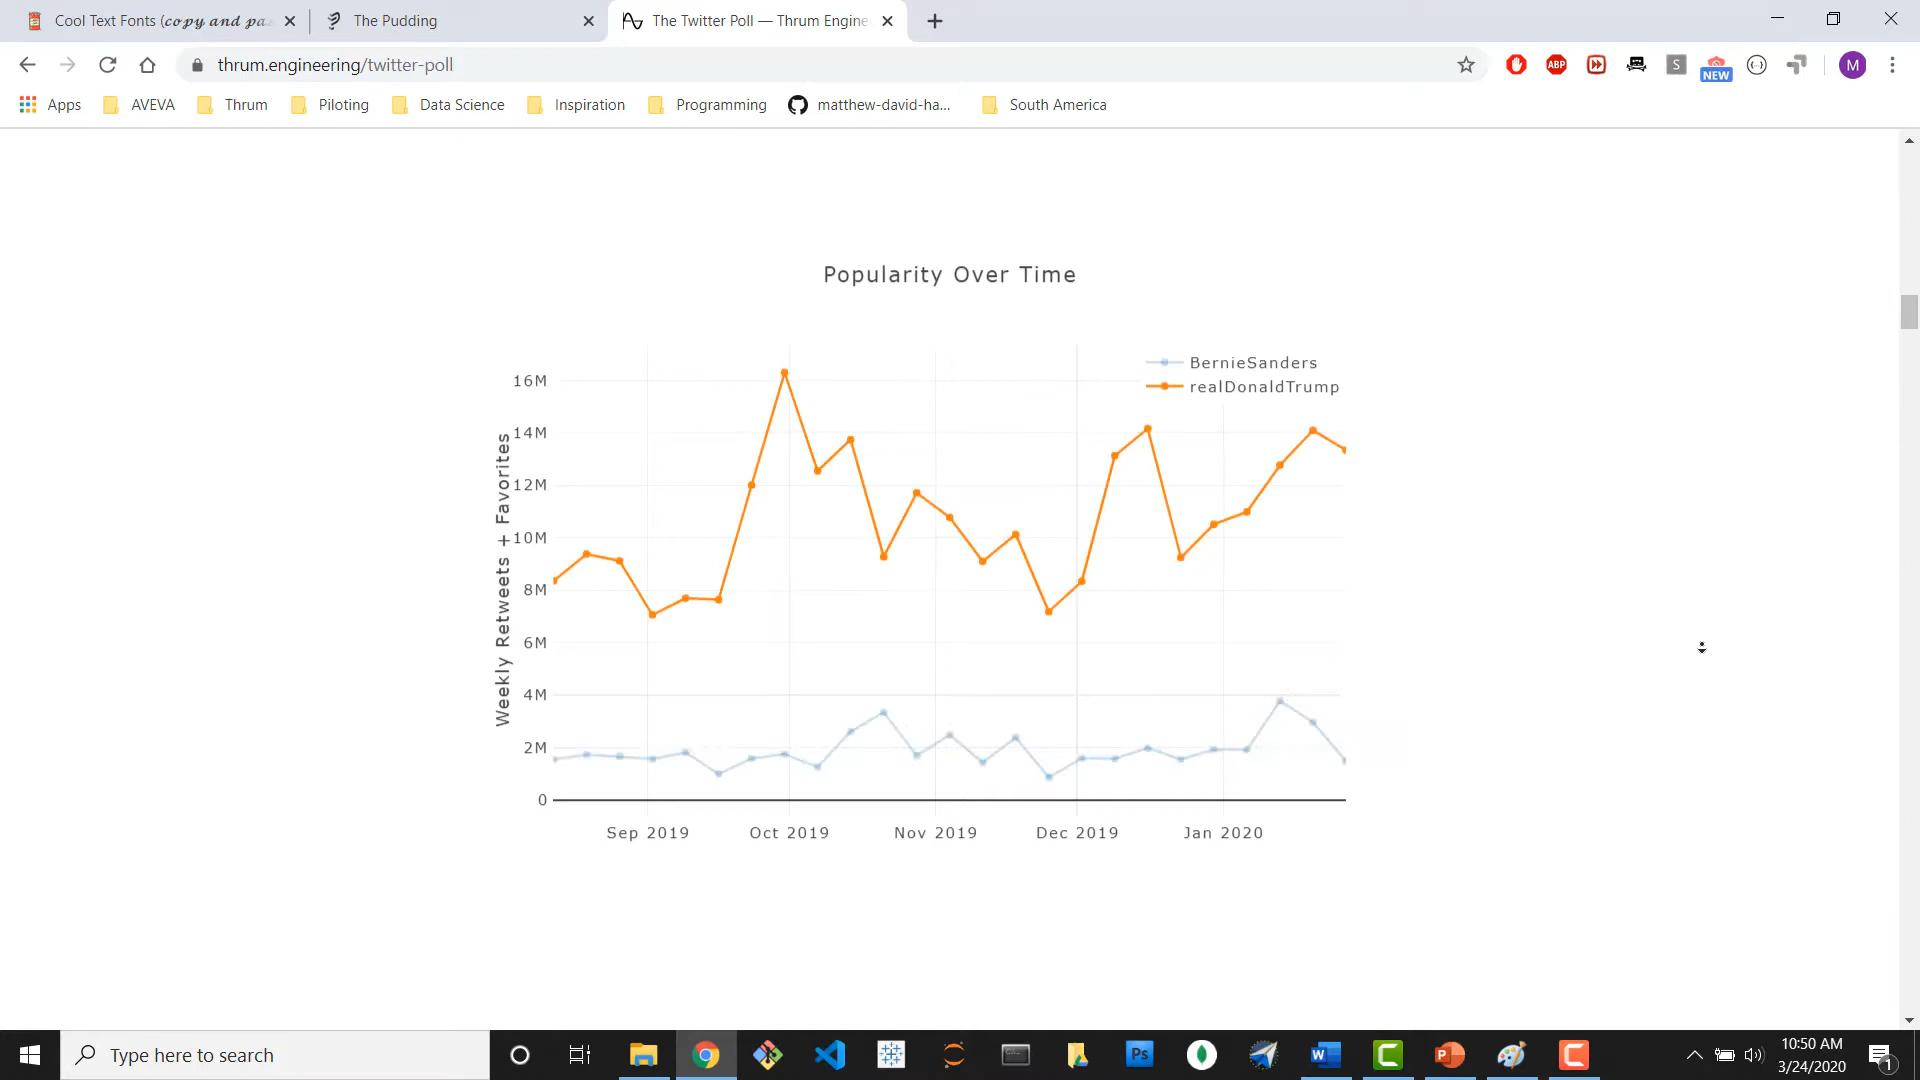 Cool Text Fonts (𝓬𝓸𝓹𝔂 𝓪𝓷𝓭 𝓹𝓪
The Pudding
The Twitter Poll — Thrum Engine
thrum.engineering/twitter-poll
ABP
S
NEW
M
Apps
AVEVA
Thrum
Piloting
Data Science
Inspiration
Programming
matthew-david-ha...
South America
Popularity Over Time
BernieSanders
realDonaldTrump
Weekly Retweets + Favorites
16M
14M
12M
10M
8M
6M
4M
2M
0
Sep 2019
Oct 2019
Nov 2019
Dec 2019
Jan 2020
Type here to search
Ps
W
C
P
C
10:50 AM
3/24/2020
1